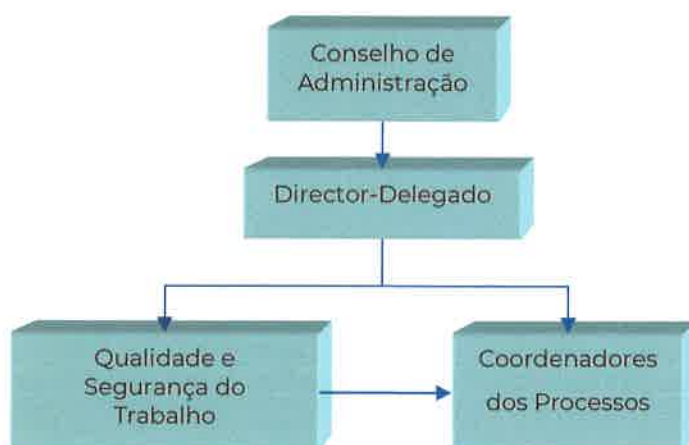 Conselho de
Administração
Director-Delegado
Qualidade e
Segurança do
Trabalho
Coordenadores
dos Processos